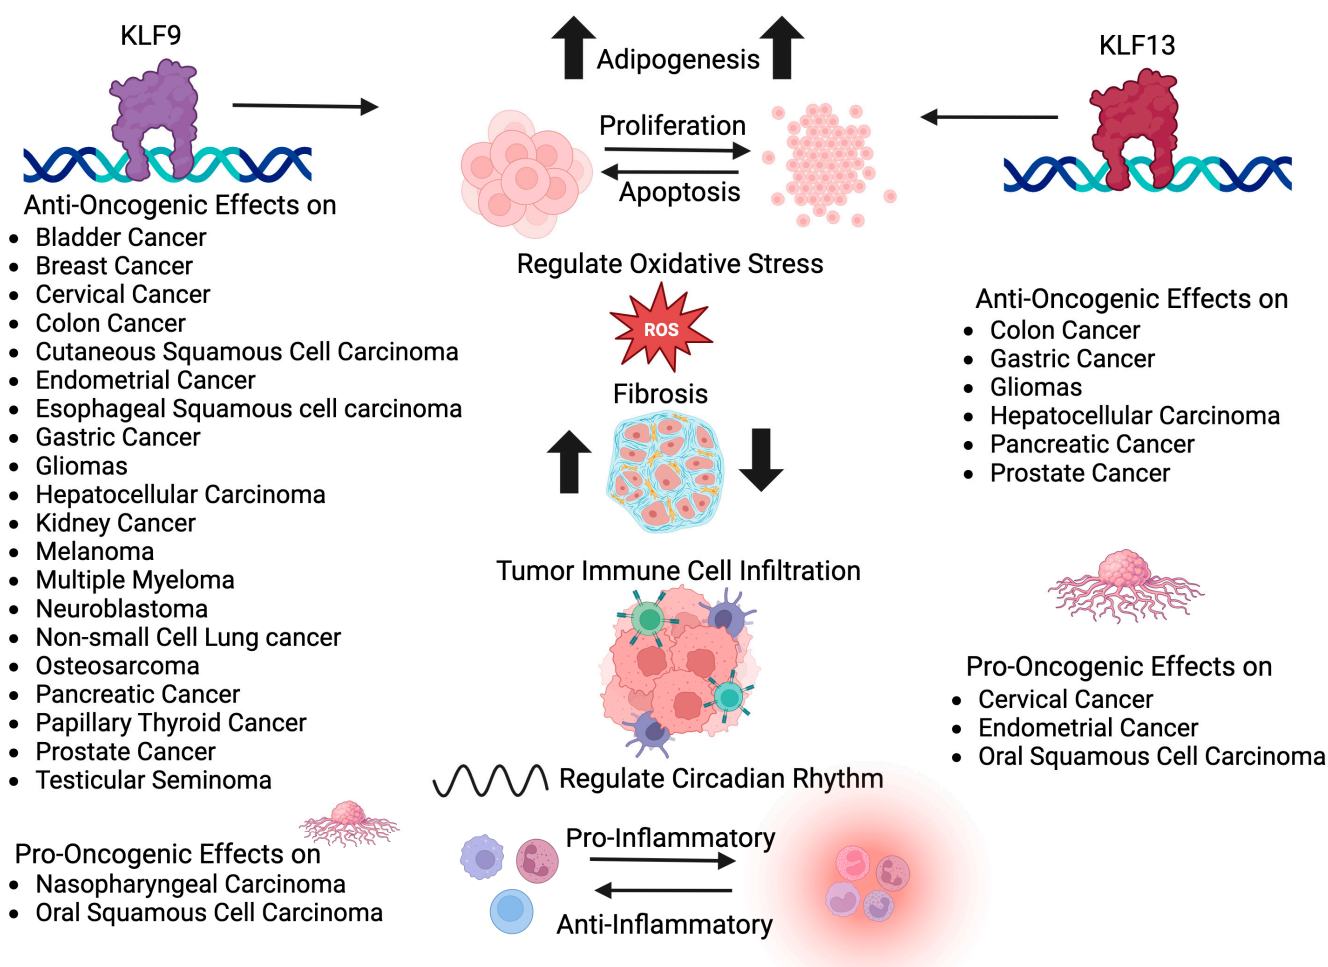 KLF9
Anti-Oncogenic Effects on
• Bladder Cancer
• Breast Cancer
• Cervical Cancer
• Colon Cancer
• Cutaneous Squamous Cell Carcinoma
• Endometrial Cancer
• Esophageal Squamous cell carcinoma
• Gastric Cancer
• Gliomas
• Hepatocellular Carcinoma
• Kidney Cancer
• Melanoma
• Multiple Myeloma
• Neuroblastoma
• Non-small Cell Lung cancer
• Osteosarcoma
• Pancreatic Cancer
• Papillary Thyroid Cancer
• Prostate Cancer
• Testicular Seminoma
Pro-Oncogenic Effects on
• Nasopharyngeal Carcinoma
• Oral Squamous Cell Carcinoma
Adipogenesis
Proliferation
Apoptosis
Regulate Oxidative Stress
ROS
Fibrosis
Tumor Immune Cell Infiltration
Regulate Circadian Rhythm
Pro-Inflammatory
Anti-Inflammatory
KLF13
Anti-Oncogenic Effects on
• Colon Cancer
• Gastric Cancer
• Gliomas
• Hepatocellular Carcinoma
• Pancreatic Cancer
• Prostate Cancer
Pro-Oncogenic Effects on
• Cervical Cancer
• Endometrial Cancer
• Oral Squamous Cell Carcinoma